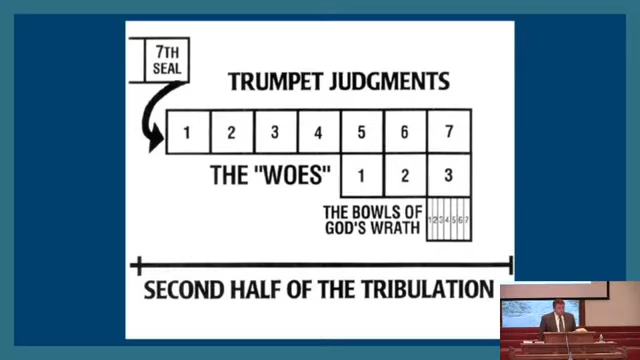 7TH
SEAL
TRUMPET JUDGMENTS
1 2 3 4 5 6 7
THE "WOES" 1 2 3
THE BOWLS OF
GOD'S WRATH
1 2 3 4 5 6 7
SECOND HALF OF THE TRIBULATION